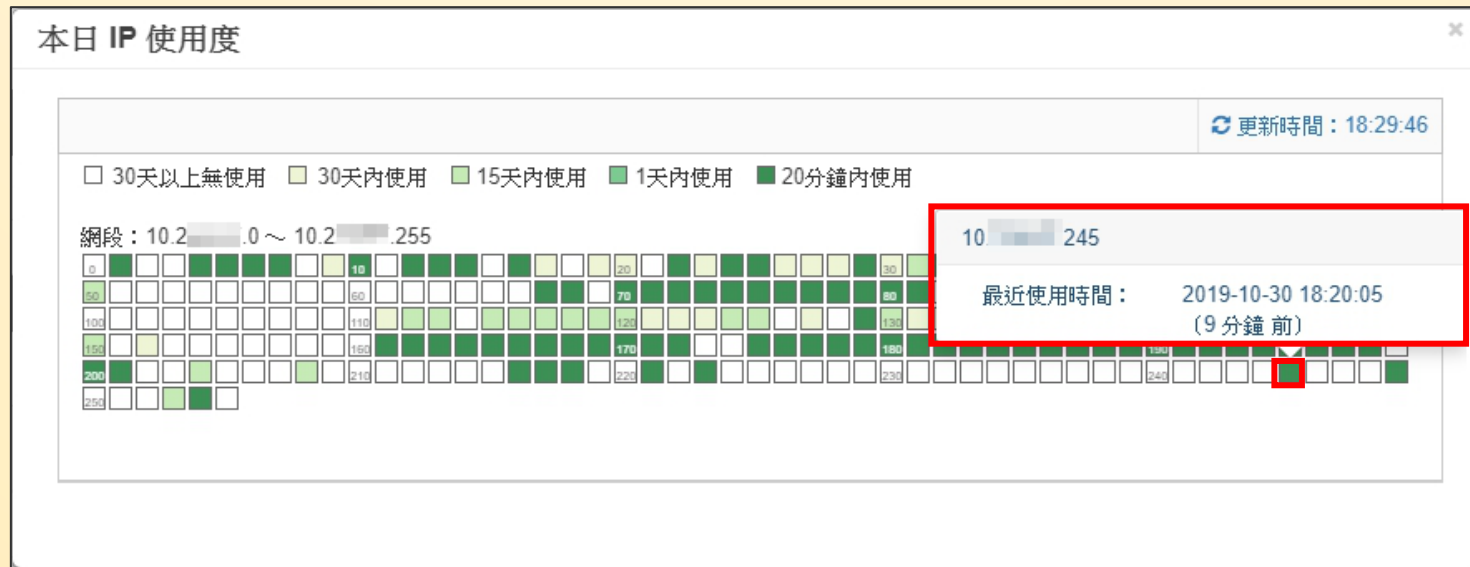 本日 IP 使用度
×
更新時間：18:29:46
30天以上無使用 30天內使用 15天內使用 1天內使用 20分鐘內使用
網段：10.2 .0 ～ 10.2 .255
10. 245
最近使用時間： 2019-10-30 18:20:05
(9 分鐘 前)
0 10 20 30
50 60 70 80
100 110 120 130
150 160 170 180 190
200 210 220 230 240
250